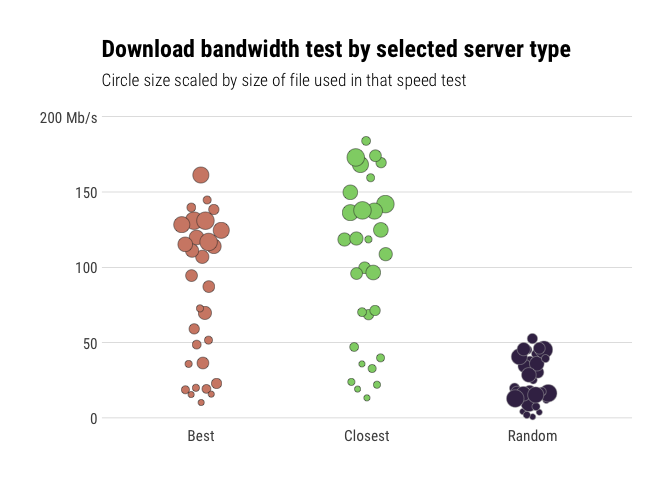 Download bandwidth test by selected server type
Circle size scaled by size of file used in that speed test
200 Mb/s
150
100
50
0
Best Closest Random